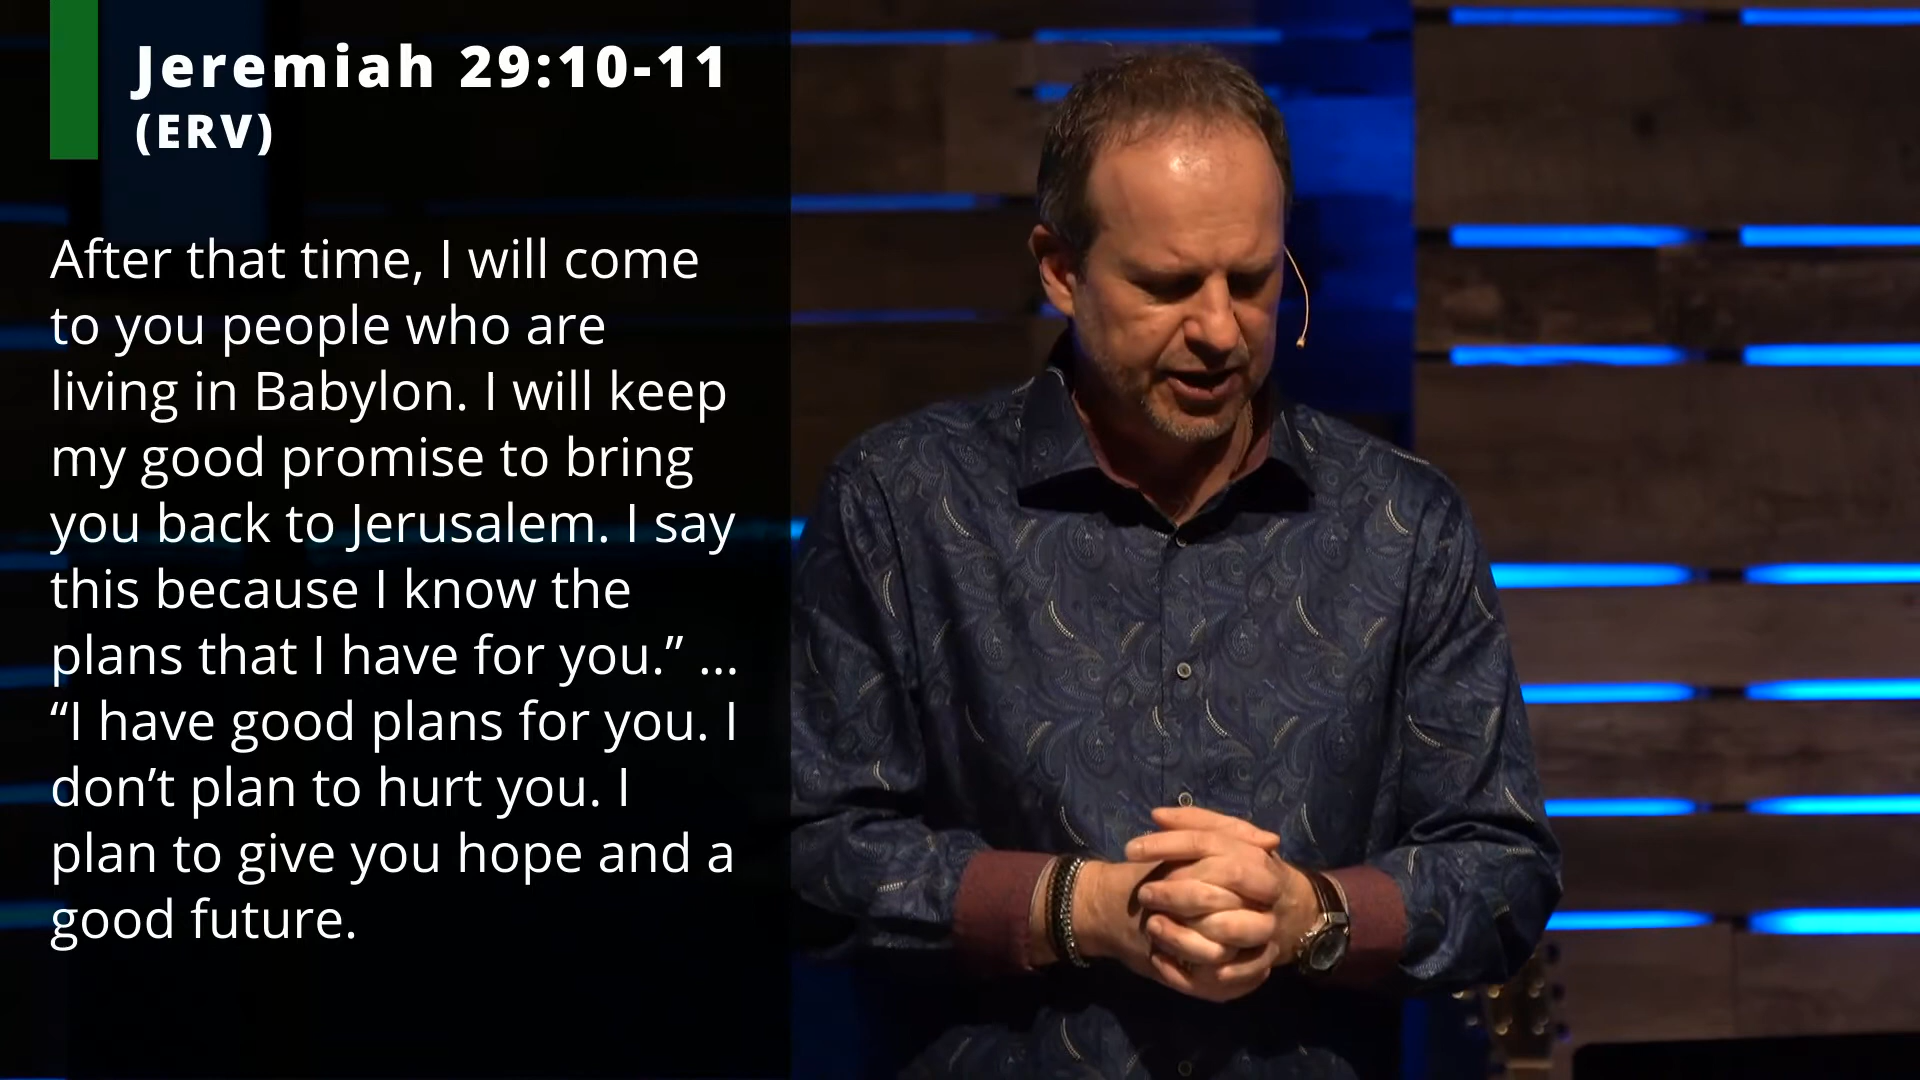 Jeremiah 29:10-11
(ERV)
After that time, I will come
to you people who are
living in Babylon. I will keep
my good promise to bring
you back to Jerusalem. I say
this because I know the
plans that I have for you.” ...
“I have good plans for you. I
don’t plan to hurt you. I
plan to give you hope and a
good future.